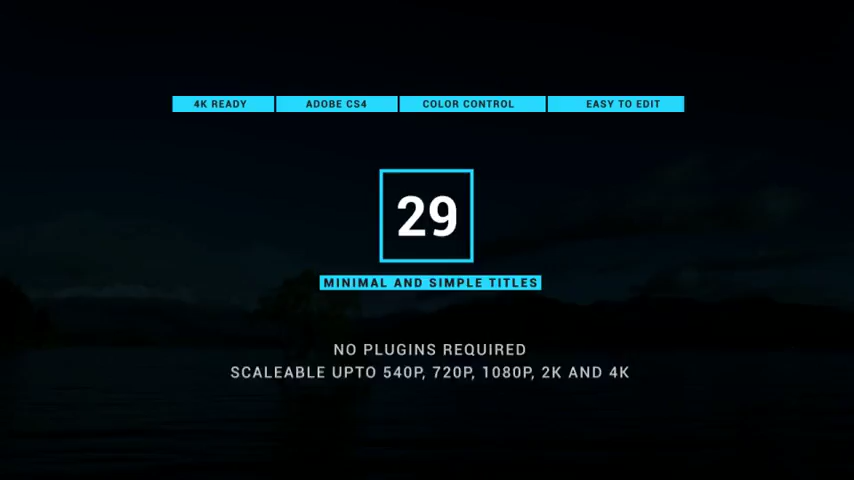 4K READY ADOBE CS4 COLOR CONTROL EASY TO EDIT
29
MINIMAL AND SIMPLE TITLES
NO PLUGINS REQUIRED
SCALEABLE UPTO 540P, 720P, 1080P, 2K AND 4K